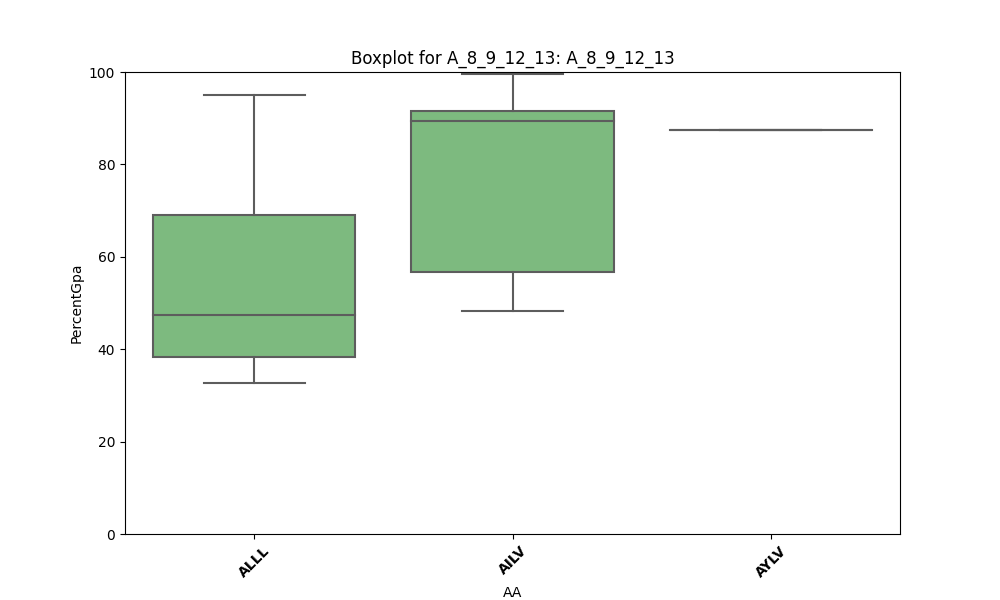 Boxplot for A_8_9_12_13: A_8_9_12_13
100
80
60
40
20
0
PercentGpa
ALLL
AILV
AYLV
AA